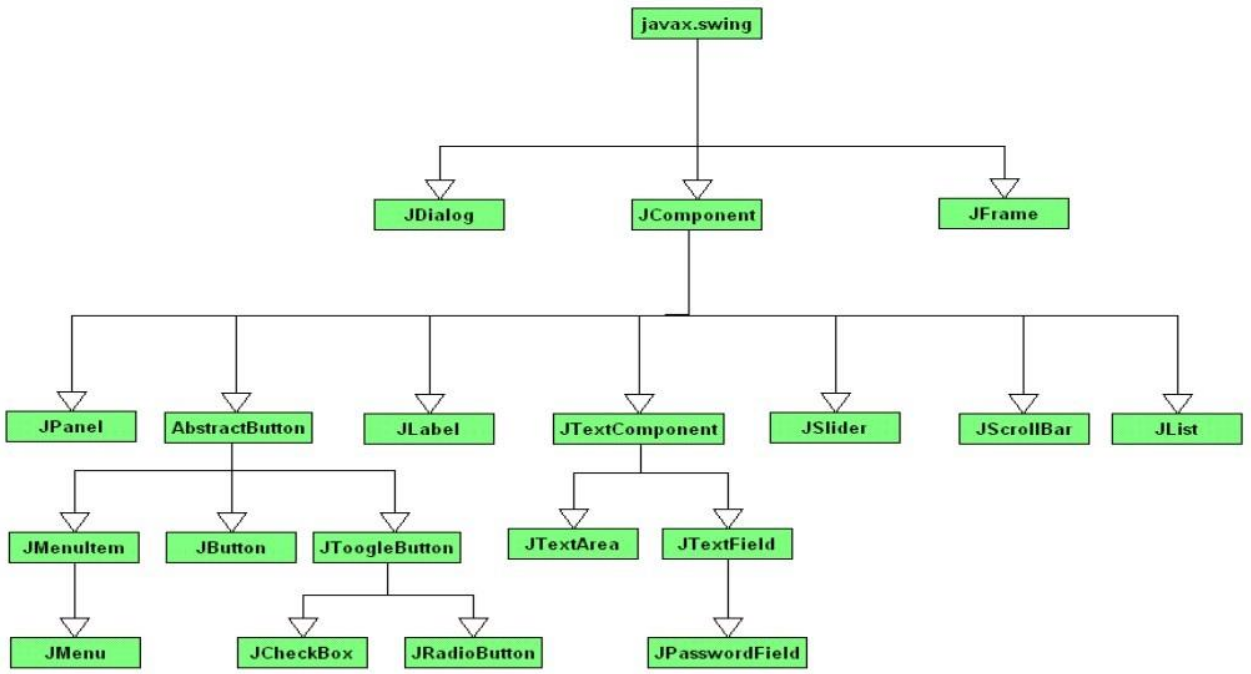 javax.swing
JDialog
JComponent
JFrame
JPanel
AbstractButton
JLabel
JTextComponent
JSlider
JScrollBar
JList
JMenuItem
JButton
JToogleButton
JTextArea
JTextField
JMenu
JCheckBox
JRadioButton
JPasswordField